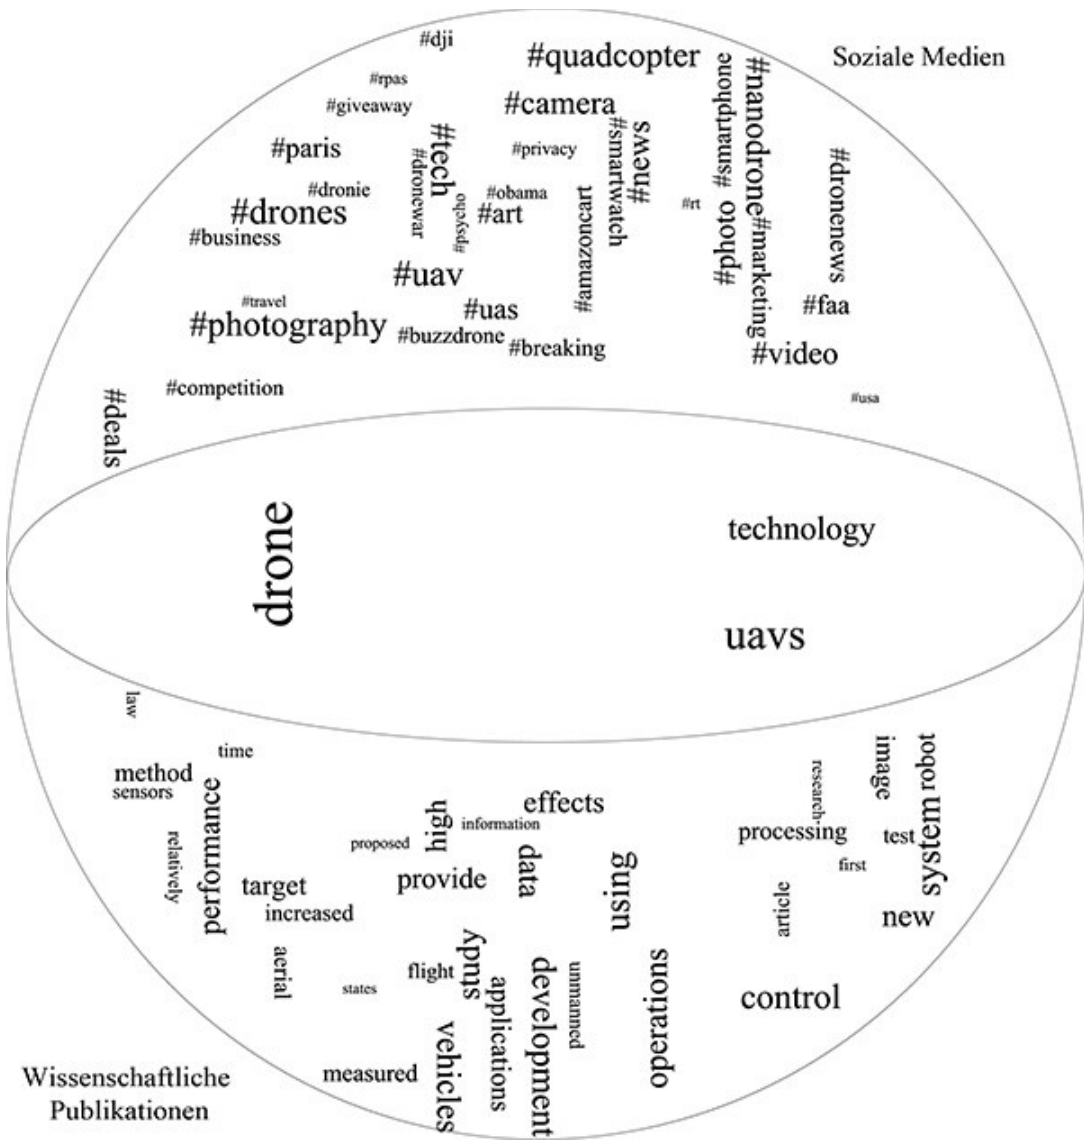 #dji
#quadcopter
Soziale Medien
#rpas
#giveaway
#camera
#smartphone
#nanodrone
#paris
#tech
#privacy
#smartwatch
#news
#dronenews
#dronie
#dronewar
#psycho
#obama
#drones
#art
#amazoncart
#rt
#photo
#marketing
#business
#uav
#travel
#uas
#faa
#photography
#buzzdrone
#breaking
#video
#competition
#usa
#deals
drone
technology
uavs
law
time
image
robot
method
sensors
performance
effects
research
high
information
processing
test
system
relatively
proposed
data
using
first
target
provide
increased
article
new
aerial
study
flight
unmanned
operations
states
applications
development
control
vehicles
measured
Wissenschaftliche
Publikationen